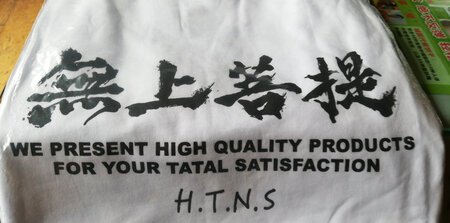 無上菩提
WE PRESENT HIGH QUALITY PRODUCTS
FOR YOUR TATAL SATISFACTION
H.T.N.S